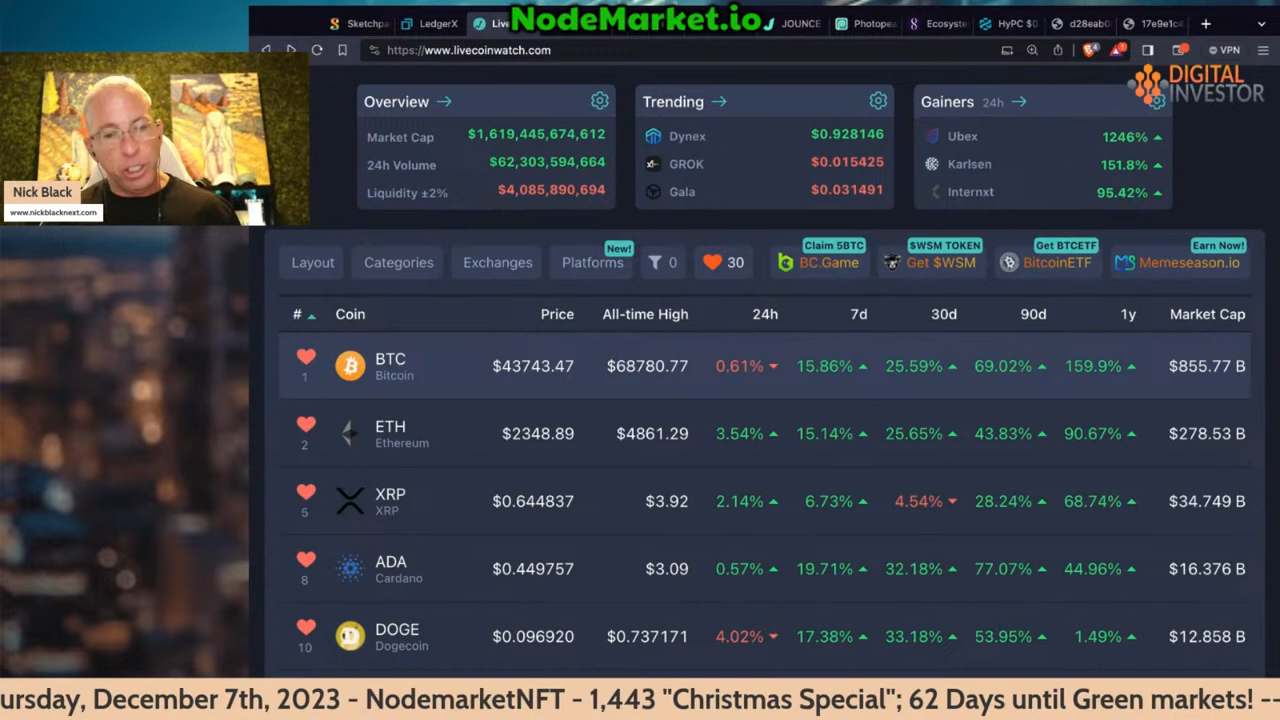 Sketchpa
LedgerX
Liv
NodeMarket.io
JOUNCE
Photopea
Ecosyste
HyPC $0
d28eab0
17e9e1c4
https://www.livecoinwatch.com
VPN
DIGITAL
INVESTOR
Nick Black
www.nickblacknext.com
Overview
Market Cap $1,619,445,674,612
24h Volume $62,303,594,664
Liquidity ±2% $4,085,890,694
Trending
Dynex $0.928146
GROK $0.015425
Gala $0.031491
Gainers 24h
Ubex 1246%
Karlsen 151.8%
Internxt 95.42%
New!
Claim 5BTC
$WSM TOKEN
Get BTCETF
Earn Now!
Layout Categories Exchanges Platforms 0 30 BC.Game Get $WSM BitcoinETF Memeseason.io
# Coin Price All-time High 24h 7d 30d 90d 1y Market Cap
1 BTC Bitcoin $43743.47 $68780.77 0.61% 15.86% 25.59% 69.02% 159.9% $855.77 B
2 ETH Ethereum $2348.89 $4861.29 3.54% 15.14% 25.65% 43.83% 90.67% $278.53 B
5 XRP XRP $0.644837 $3.92 2.14% 6.73% 4.54% 28.24% 68.74% $34.749 B
8 ADA Cardano $0.449757 $3.09 0.57% 19.71% 32.18% 77.07% 44.96% $16.376 B
10 DOGE Dogecoin $0.096920 $0.737171 4.02% 17.38% 33.18% 53.95% 1.49% $12.858 B
ursday, December 7th, 2023 - NodemarketNFT - 1,443 "Christmas Special"; 62 Days until Green markets! --